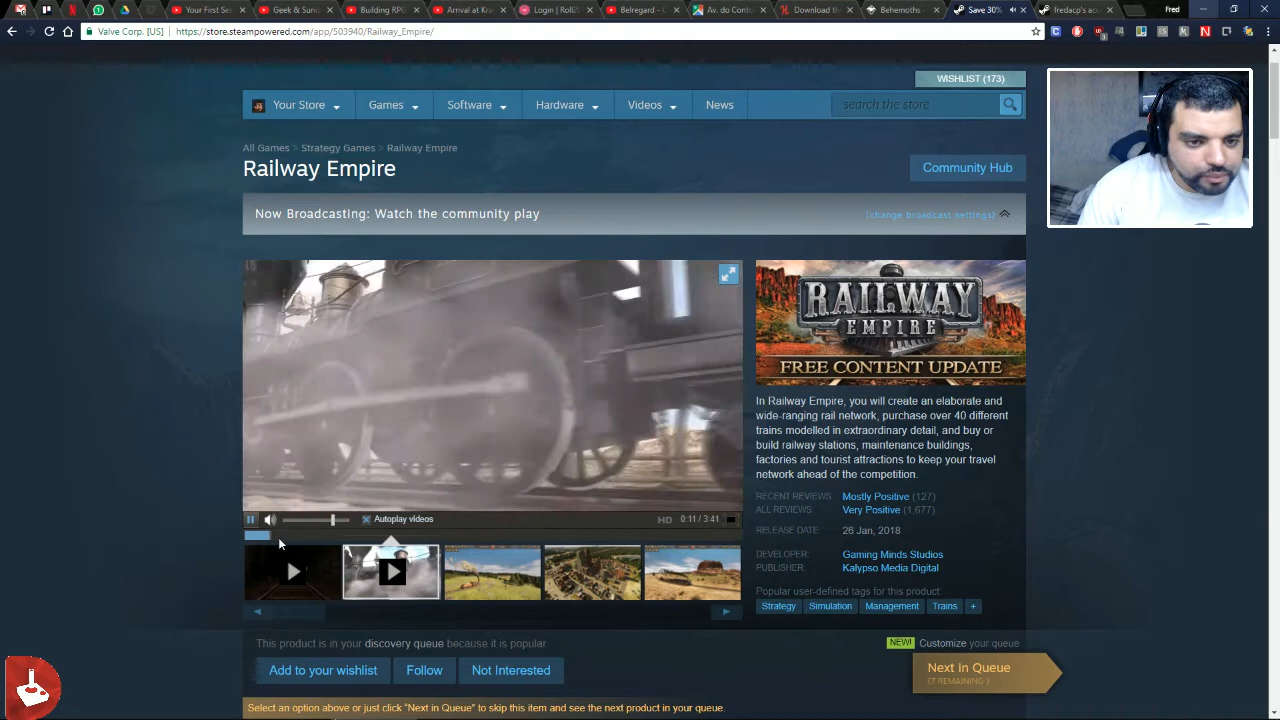 Your First Ses
Geek & Suno
Building RPG
Arrival at Kra
Login | Roll20
Belregard - C
Av. do Conto
Download th
Behemoths -
Save 30%
fredacp's acc
Fred
Valve Corp. [US] | https://store.steampowered.com/app/503940/Railway_Empire/
WISHLIST (173)
Your Store
Games
Software
Hardware
Videos
News
search the store
All Games > Strategy Games > Railway Empire
Railway Empire
Community Hub
Now Broadcasting: Watch the community play
(change broadcast settings)
RAILWAY
EMPIRE
FREE CONTENT UPDATE
In Railway Empire, you will create an elaborate and
wide-ranging rail network, purchase over 40 different
trains modelled in extraordinary detail, and buy or
build railway stations, maintenance buildings,
factories and tourist attractions to keep your travel
network ahead of the competition.
RECENT REVIEWS: Mostly Positive (127)
ALL REVIEWS: Very Positive (1,677)
RELEASE DATE: 26 Jan, 2018
DEVELOPER: Gaming Minds Studios
PUBLISHER: Kalypso Media Digital
Popular user-defined tags for this product:
Strategy
Simulation
Management
Trains
+
Autoplay videos
HD
0:11 / 3:41
This product is in your discovery queue because it is popular
NEW! Customize your queue
Add to your wishlist
Follow
Not Interested
Next In Queue
(7 REMAINING )
Select an option above or just click "Next in Queue" to skip this item and see the next product in your queue.